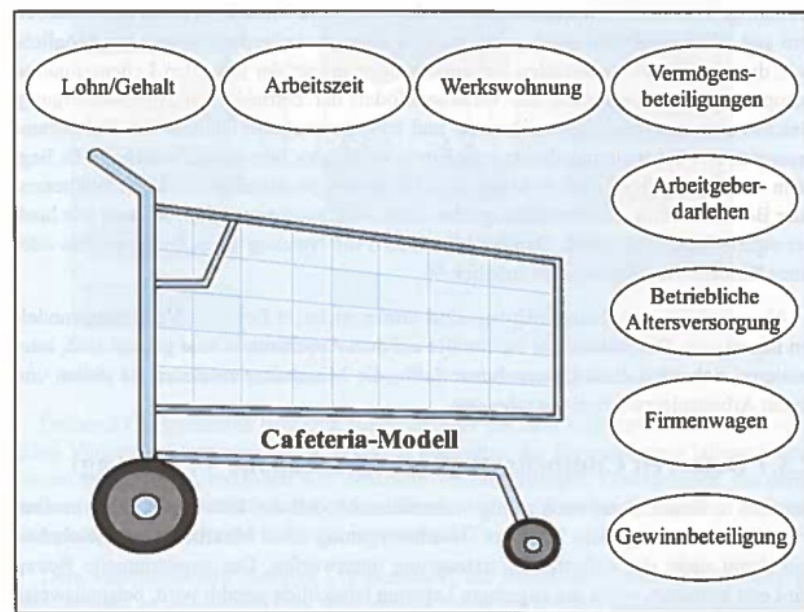 Lohn/Gehalt
Arbeitszeit
Werkswohnung
Vermögens-
beteiligungen
Arbeitgeber-
darlehen
Betriebliche
Altersversorgung
Cafeteria-Modell
Firmenwagen
Gewinnbeteiligung